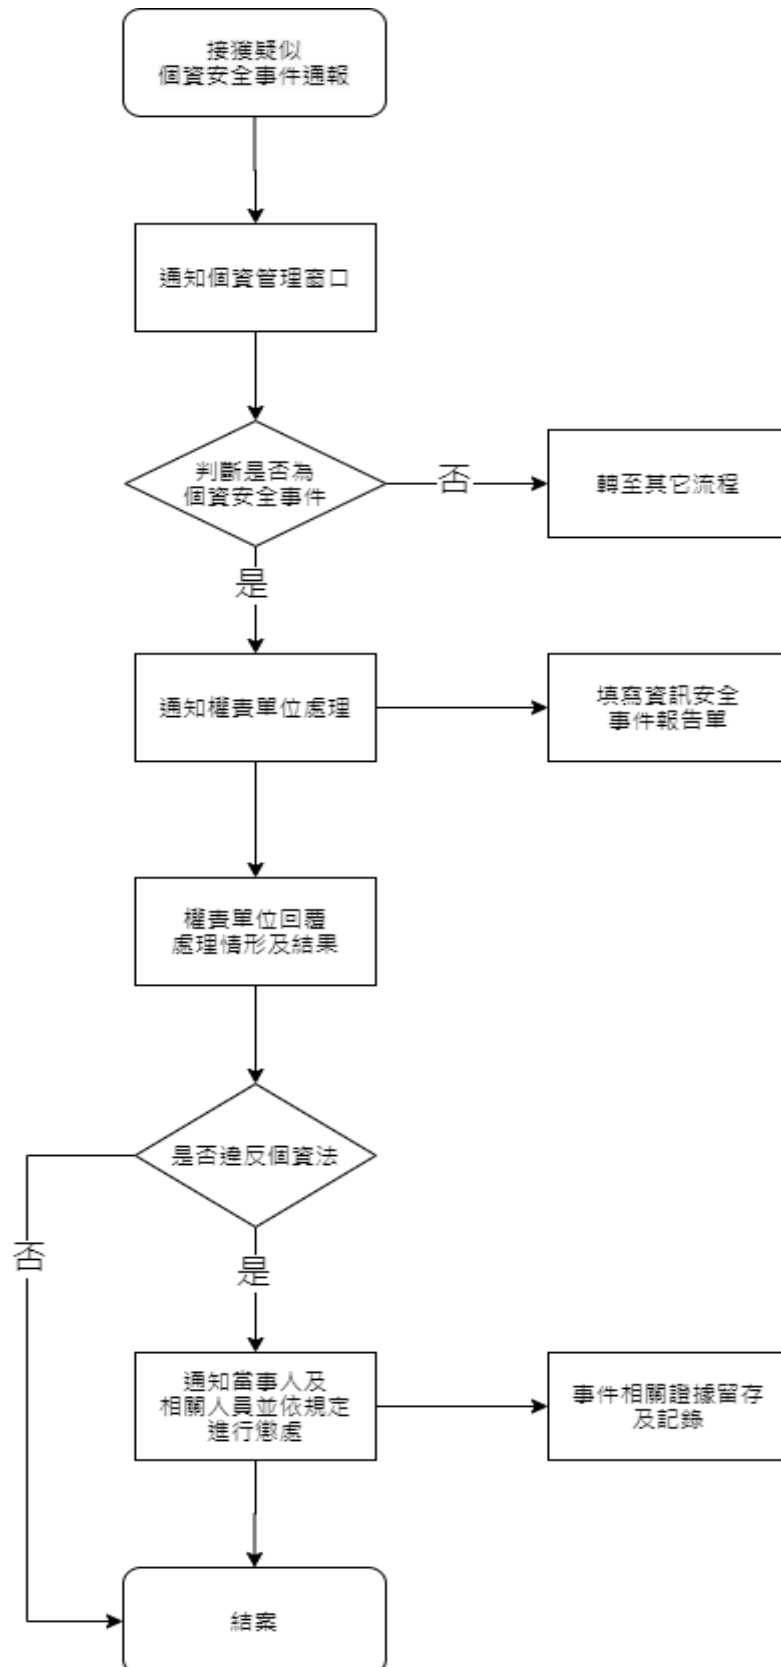 接獲疑似
個資安全事件通報
通知個資管理窗口
判斷是否為
個資安全事件
否
轉至其它流程
是
通知權責單位處理
填寫資訊安全
事件報告單
權責單位回覆
處理情形及結果
是否違反個資法
否
是
通知當事人及
相關人員並依規定
進行懲處
事件相關證據留存
及記錄
結案